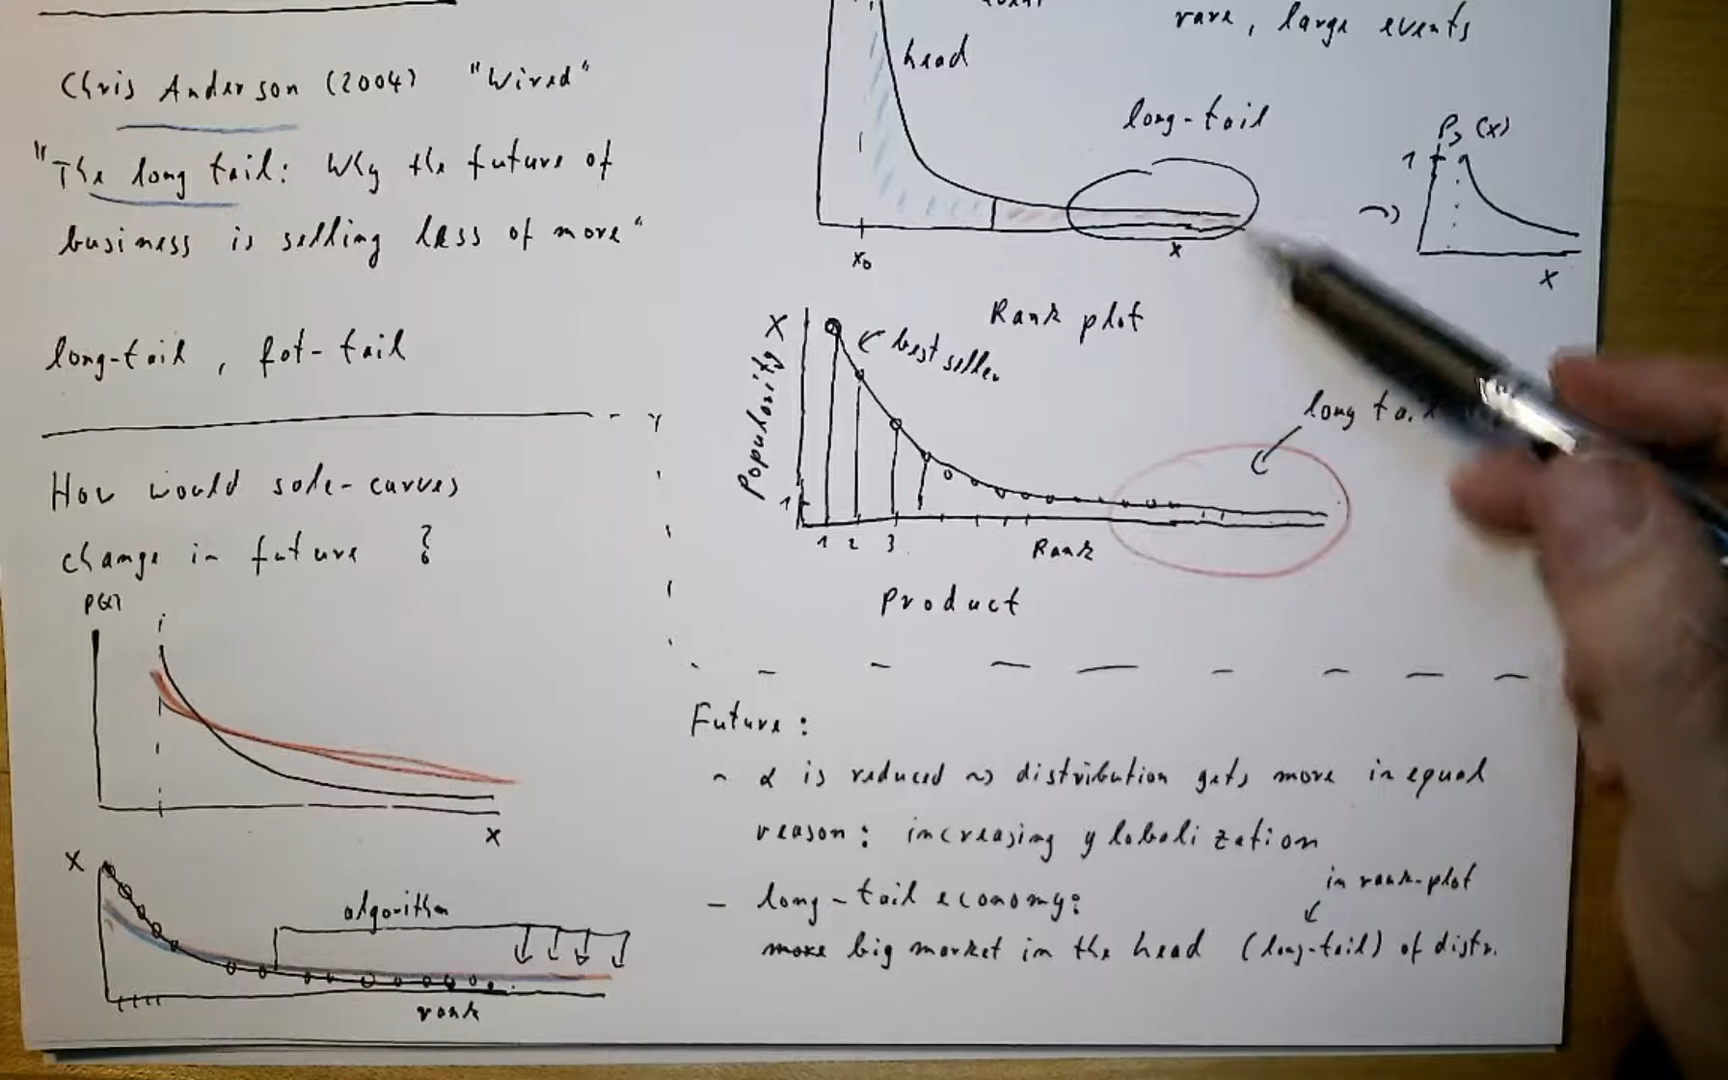 Chris Anderson (2004) "Wired"
"The long tail: Why the future of
business is selling less of more"
long-tail, fat-tail
How would sale-curves
change in future ?
P(x)
x
x
algorithm
rank
rare, large events
head
long-tail
x₀
x
P> (x)
1
x
Rank plot
Popularity x
best seller
long tail
1
1 2 3
Rank
Product
Future:
~ α is reduced ~> distribution gets more inequal
reason: increasing globalization
in rank-plot
- long-tail economy:
make big market in the head (long-tail) of distr.